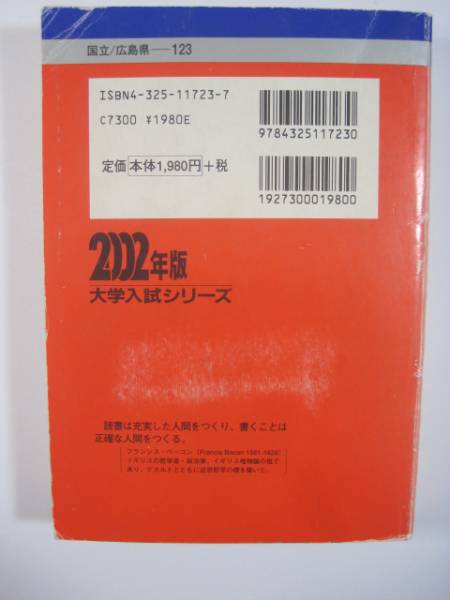 国立/広島県──123
ISBN4-325-11723-7
C7300 ¥1980E
定価 本体1,980円+税
9784325117230
1927300019800
2002年版
大学入試シリーズ
読書は充実した人間をつくり、書くことは
正確な人間をつくる。
フランシス・ベーコン (Francis Bacon 1561-1626)
イギリスの哲学者・政治家。イギリス経験論の祖で
あり、デカルトとともに近世哲学の礎を築いた。